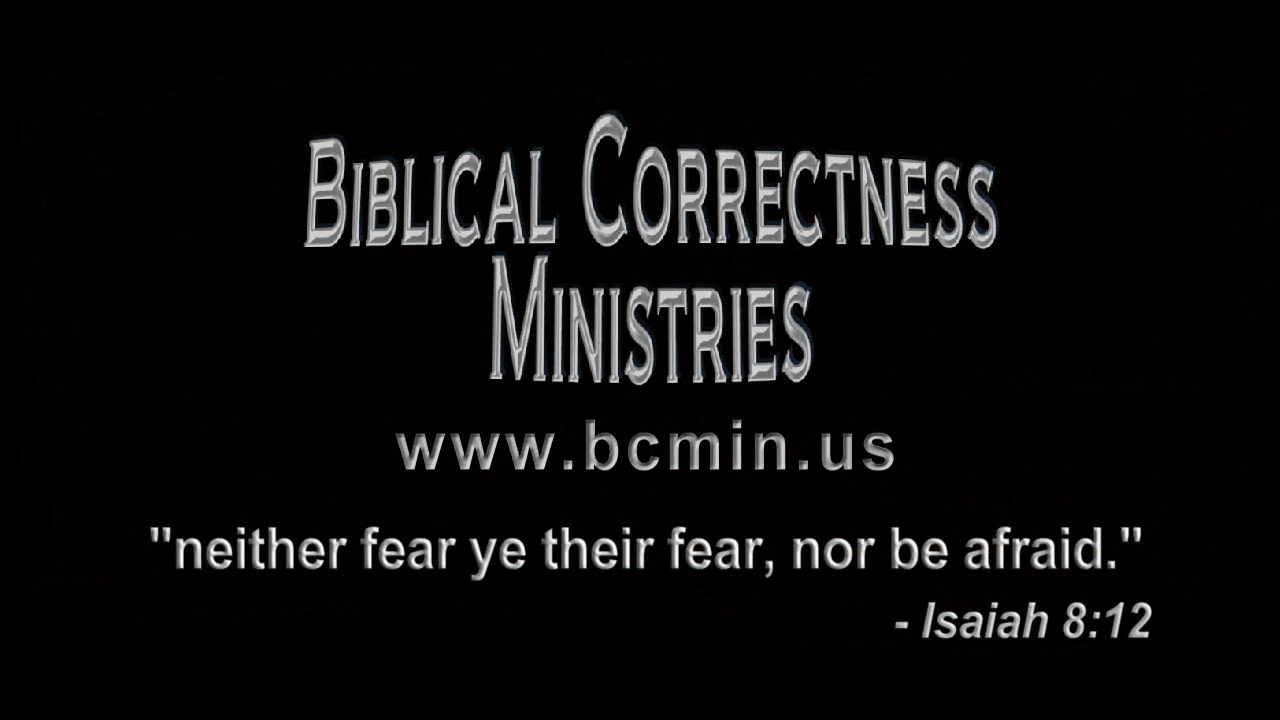 Biblical Correctness
Ministries
www.bcmin.us
"neither fear ye their fear, nor be afraid."
- Isaiah 8:12